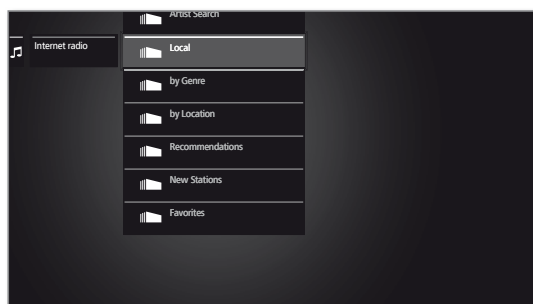 Artist Search
Internet radio
Local
by Genre
by Location
Recommendations
New Stations
Favorites